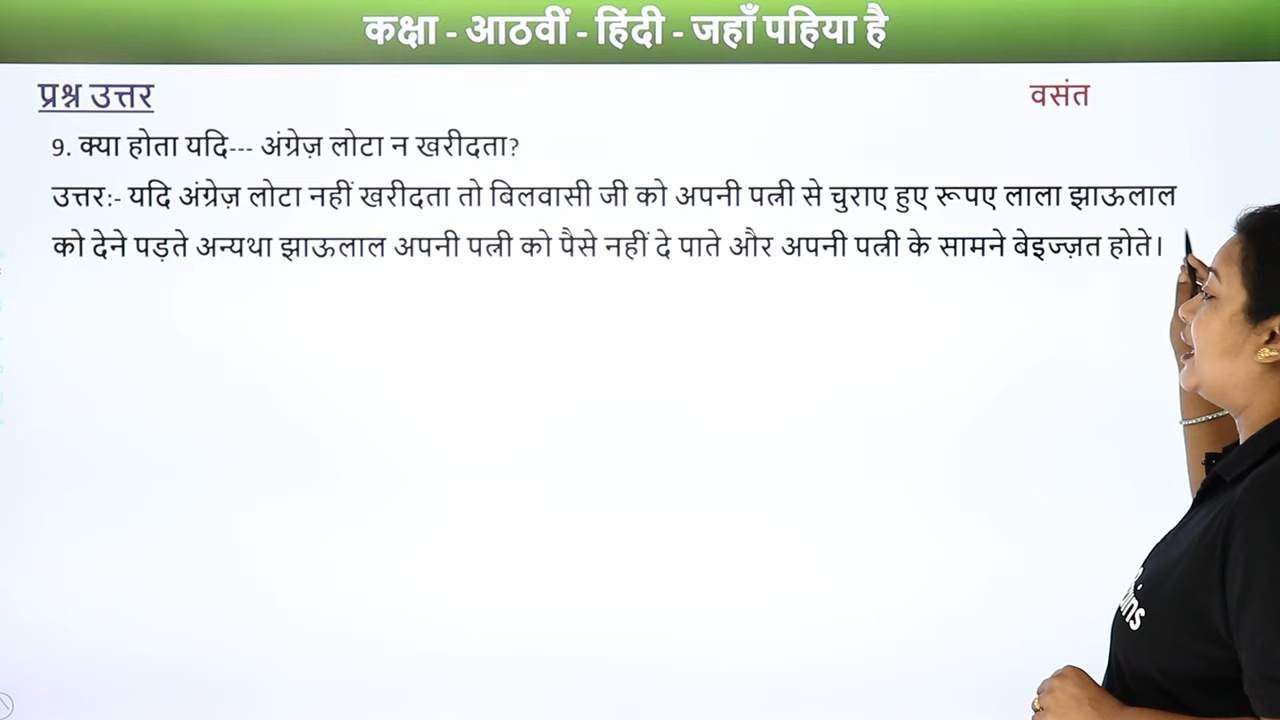 कक्षा - आठवीं - हिंदी - जहाँ पहिया है
प्रश्न उत्तर
वसंत
9. क्या होता यदि--- अंग्रेज़ लोटा न खरीदता?
उत्तर:- यदि अंग्रेज़ लोटा नहीं खरीदता तो बिलवासी जी को अपनी पत्नी से चुराए हुए रूपए लाला झाऊलाल
को देने पड़ते अन्यथा झाऊलाल अपनी पत्नी को पैसे नहीं दे पाते और अपनी पत्नी के सामने बेइज्ज़त होते।